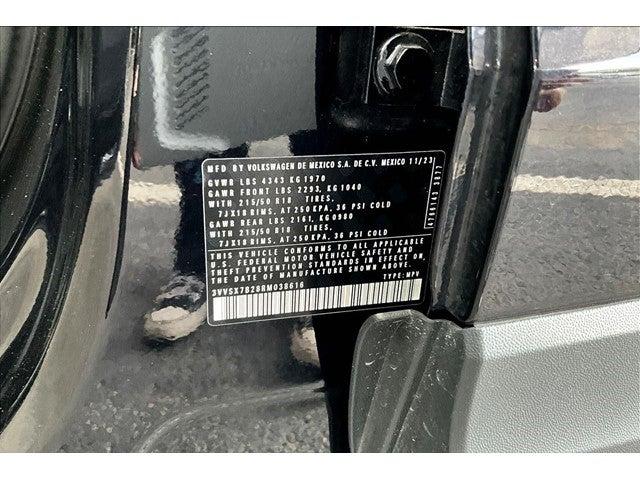 MFD BY VOLKSWAGEN DE MEXICO S.A. DE C.V. MEXICO 11/23
GVWR LBS 4343 KG 1970
GAWR FRONT LBS 2293, KG 1040
WITH 215/50 R18 TIRES,
7JX18 RIMS, AT 250 KPA, 36 PSI COLD
GAWR REAR LBS 2161, KG 0980
WITH 215/50 R18 TIRES,
7JX18 RIMS, AT 250 KPA, 36 PSI COLD
THIS VEHICLE CONFORMS TO ALL APPLICABLE
FEDERAL MOTOR VEHICLE SAFETY AND
THEFT PREVENTION STANDARDS IN EFFECT ON
THE DATE OF MANUFACTURE SHOWN ABOVE.
3VVSX7B28RM038616 TYPE: MPV